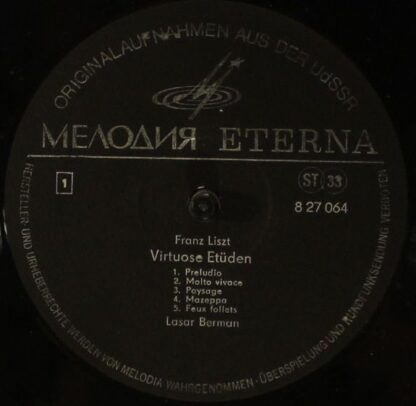 ORIGINALAUFNAHMEN AUS DER UdSSR
МЕЛОДИЯ ETERNA
1
ST 33
8 27 064
Franz Liszt
Virtuose Etüden
1. Preludio
2. Molto vivace
3. Paysage
4. Mazeppa
5. Feux follets
Lasar Berman
HERSTELLER- UND URHEBERRECHTE WERDEN VON MELODIA WAHRGENOMMEN · ÜBERSPIELUNG UND RUNDFUNKSENDUNG VERBOTEN